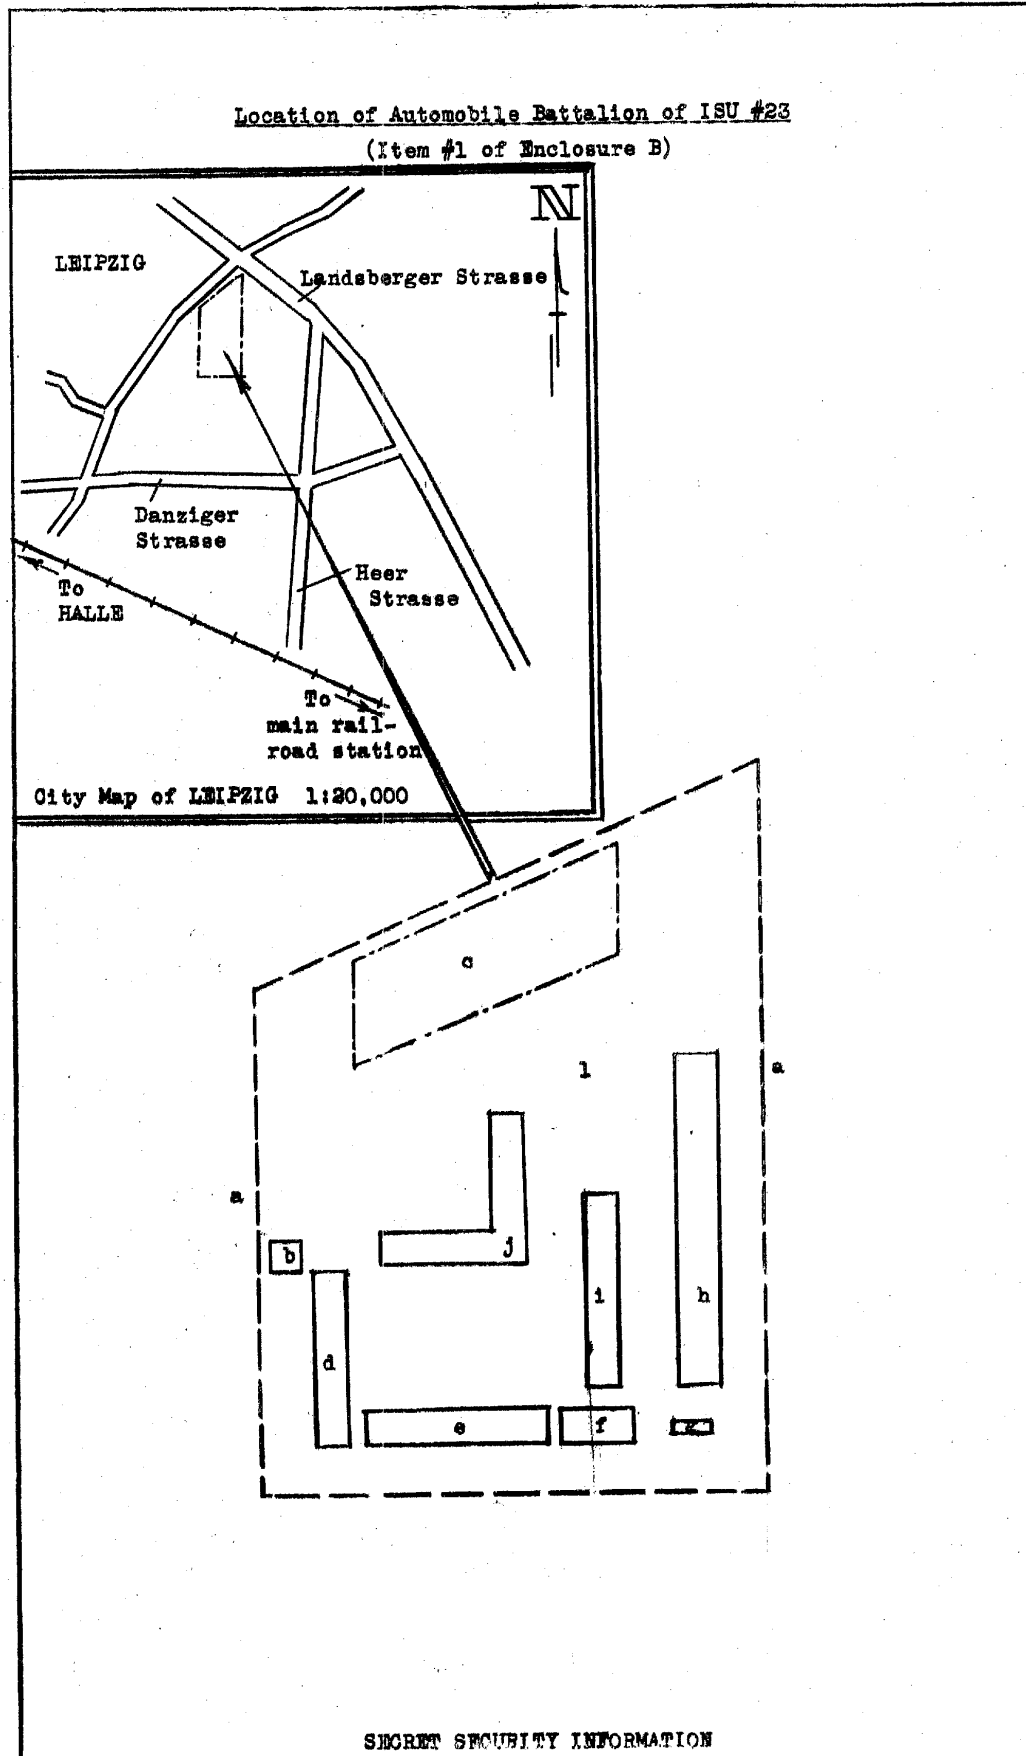 Location of Automobile Battalion of ISU #23
(Item #1 of Enclosure B)
N
LEIPZIG
Landsberger Strasse
Danziger
Strasse
Heer
Strasse
To
HALLE
To
main rail-
road station
City Map of LEIPZIG 1:20,000
c
l
a
a
b
j
i
h
d
e
f
SECRET SECURITY INFORMATION